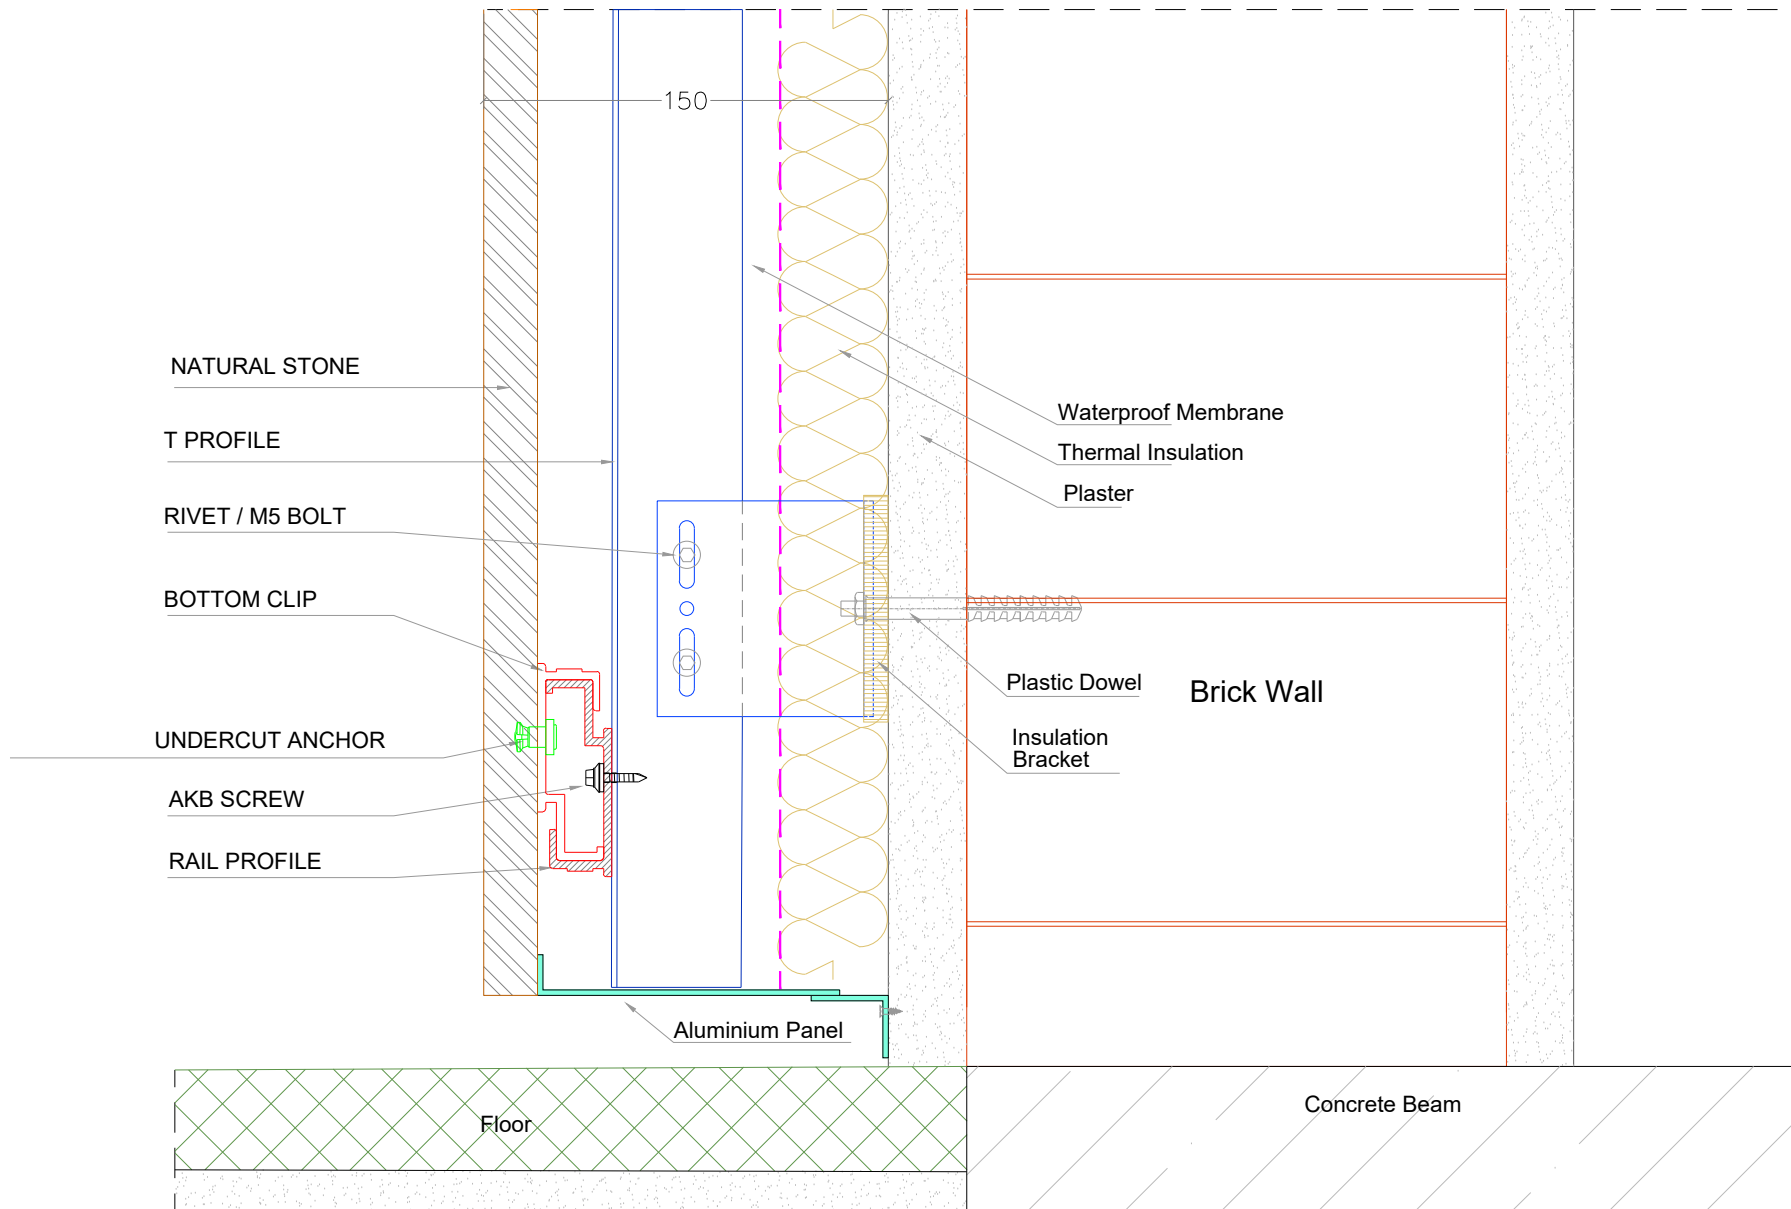 150
NATURAL STONE
T PROFILE
RIVET / M5 BOLT
BOTTOM CLIP
UNDERCUT ANCHOR
AKB SCREW
RAIL PROFILE
Waterproof Membrane
Thermal Insulation
Plaster
Plastic Dowel
Brick Wall
Insulation
Bracket
Aluminium Panel
Floor
Concrete Beam